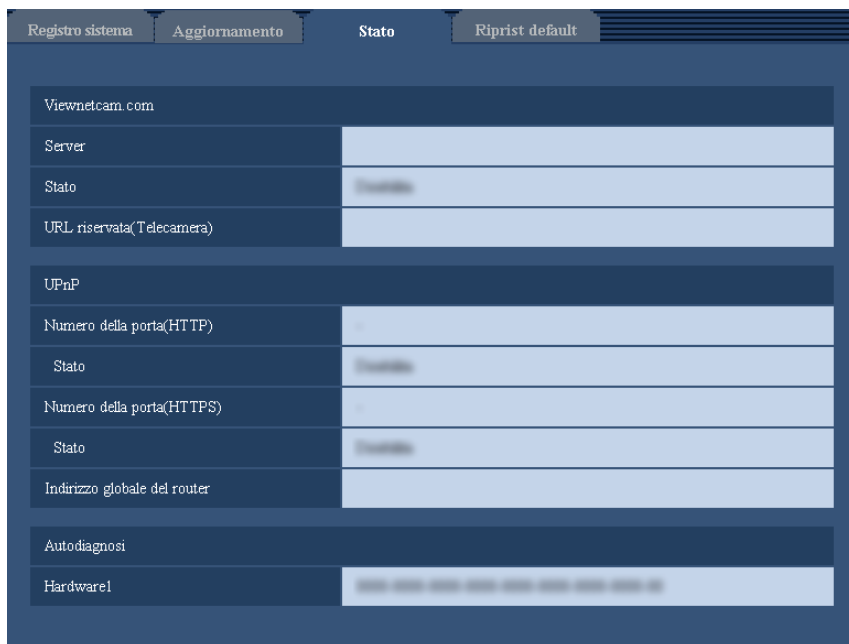 Registro sistema Aggiornamento Stato Riprist default
Viewnetcam.com
Server
Stato
URL riservata(Telecamera)
UPnP
Numero della porta(HTTP) -
Stato
Numero della porta(HTTPS) -
Stato
Indirizzo globale del router
Autodiagnosi
Hardware1